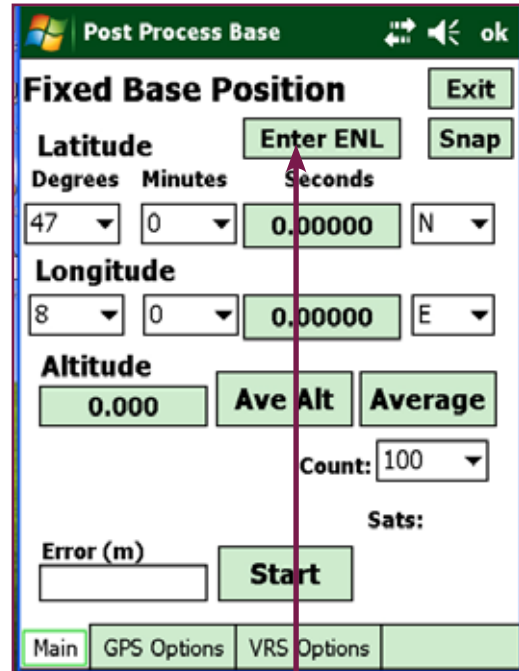 Post Process Base ok
Fixed Base Position Exit
Latitude Enter ENL Snap
Degrees Minutes Seconds
47 0 0.00000 N
Longitude
8 0 0.00000 E
Altitude
0.000 Ave Alt Average
Count: 100
Sats:
Error (m)
Start
Main GPS Options VRS Options